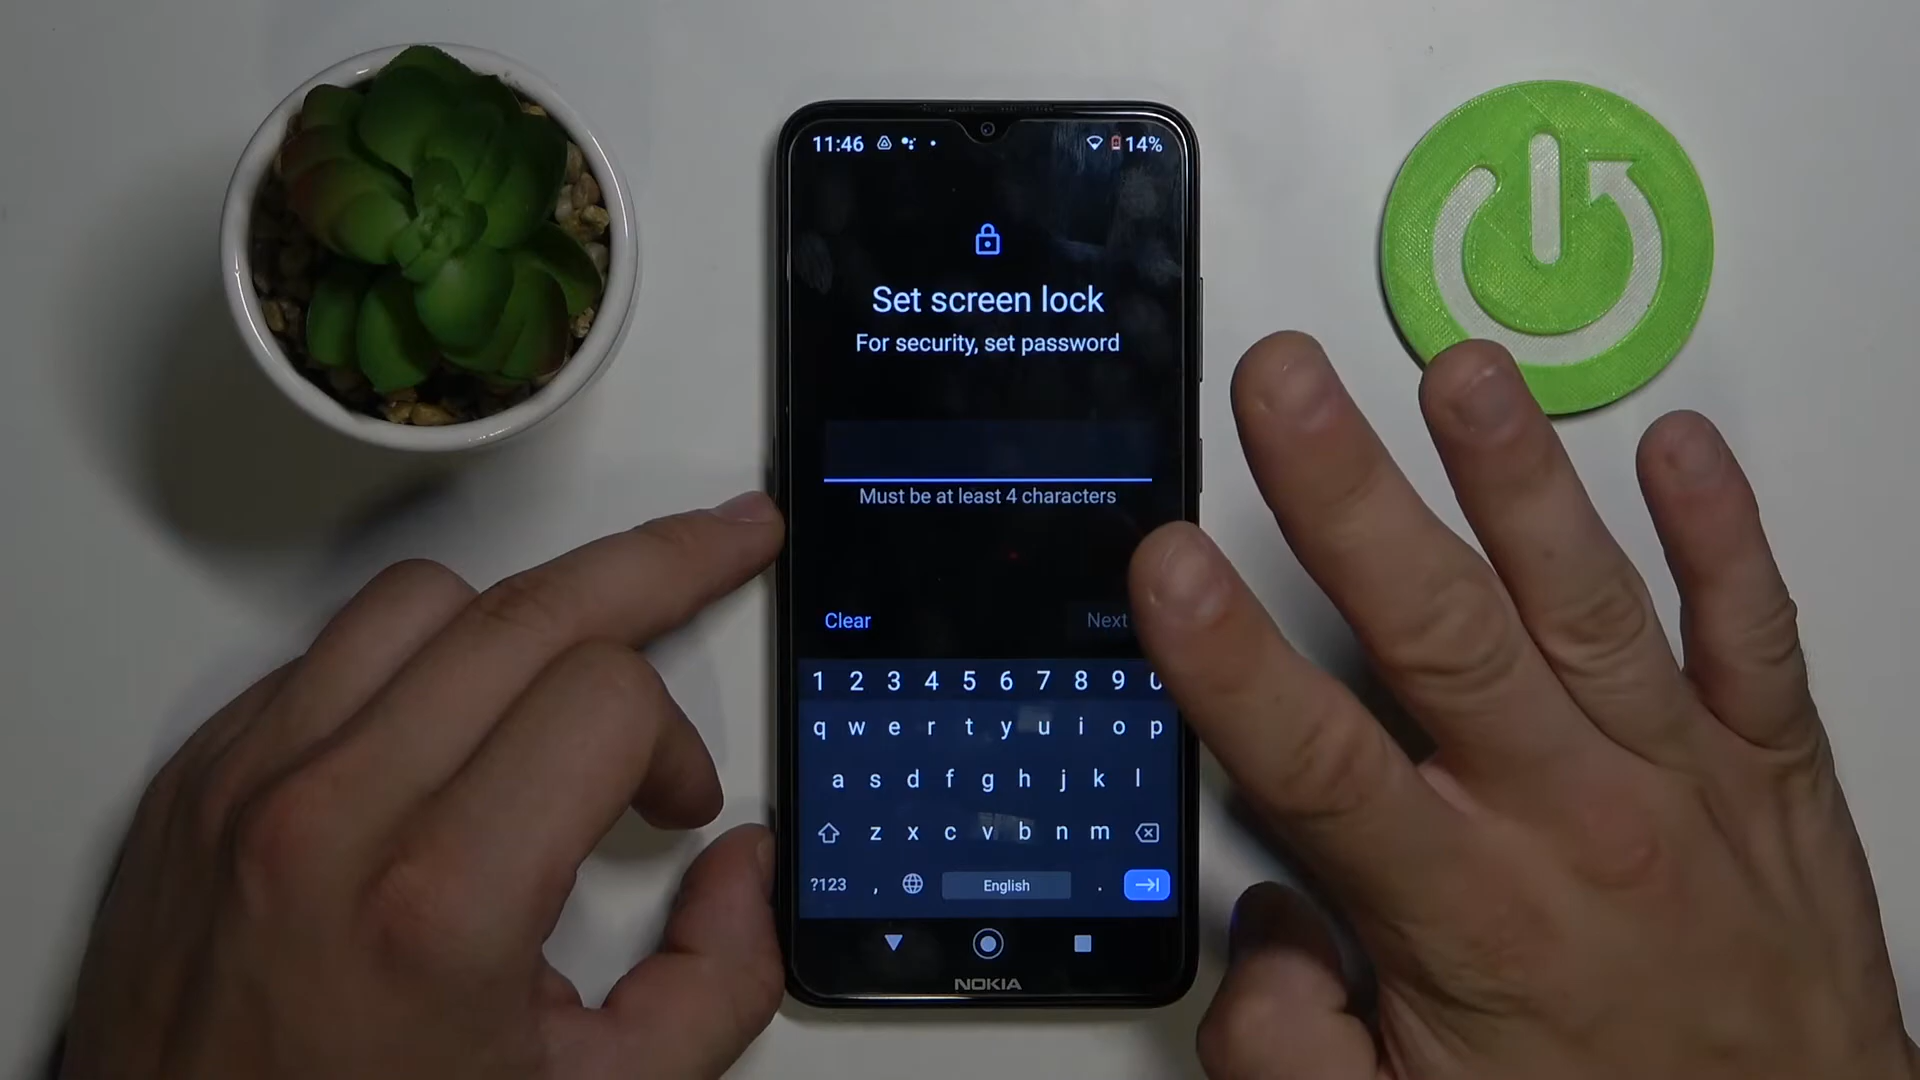 11:46 14%
Set screen lock
For security, set password
Must be at least 4 characters
Clear Next
1 2 3 4 5 6 7 8 9 0
q w e r t y u i o p
a s d f g h j k l
z x c v b n m
?123 , English .
NOKIA